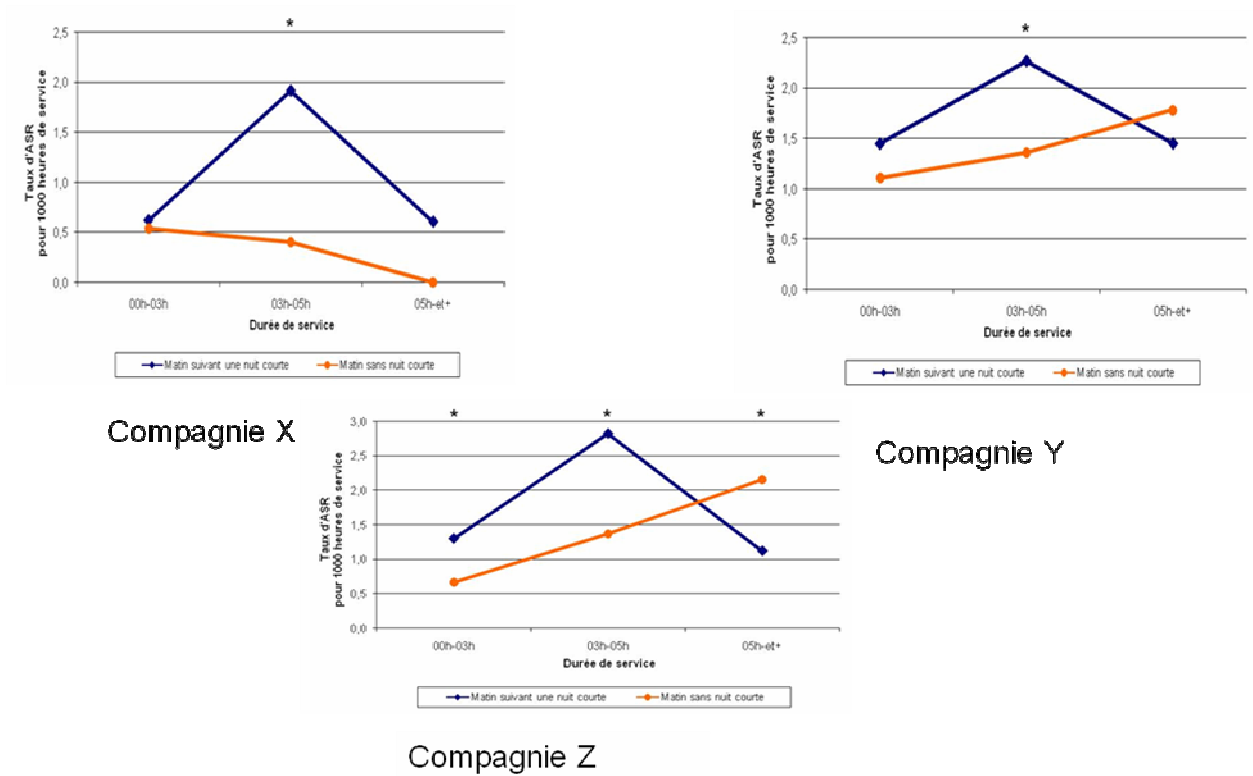 *
2,5
2,0
1,5
1,0
0,5
0,0
Taux d'ASR
pour 1000 heures de service
00h-03h 03h-05h 05h-et+
Durée de service
Matin suivant une nuit courte Matin sans nuit courte
Compagnie X
*
2,5
2,0
1,5
1,0
0,5
0,0
Taux d'ASR
pour 1000 heures de service
00h-03h 03h-05h 05h-et+
Durée de service
Matin suivant une nuit courte Matin sans nuit courte
Compagnie Y
* * *
3,0
2,5
2,0
1,5
1,0
0,5
0,0
Taux d'ASR
pour 1000 heures de service
00h-03h 03h-05h 05h-et+
Durée de service
Matin suivant une nuit courte Matin sans nuit courte
Compagnie Z